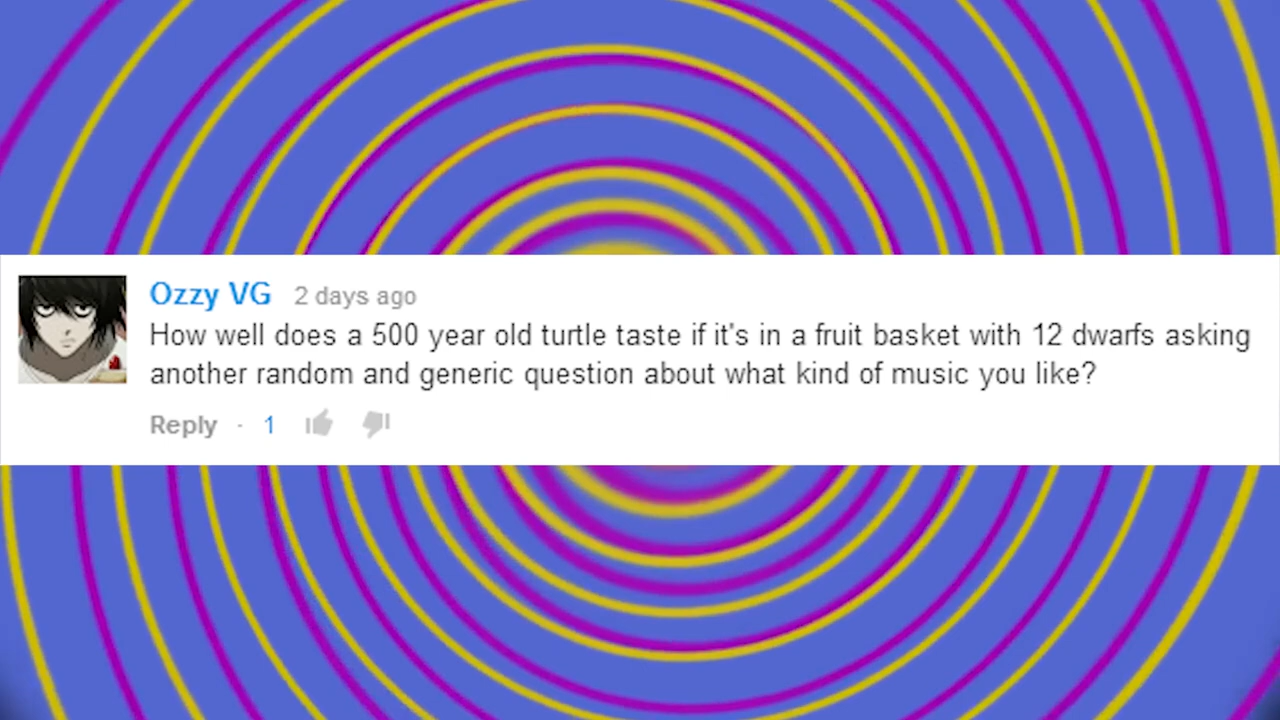 Ozzy VG 2 days ago
How well does a 500 year old turtle taste if it's in a fruit basket with 12 dwarfs asking
another random and generic question about what kind of music you like?
Reply · 1